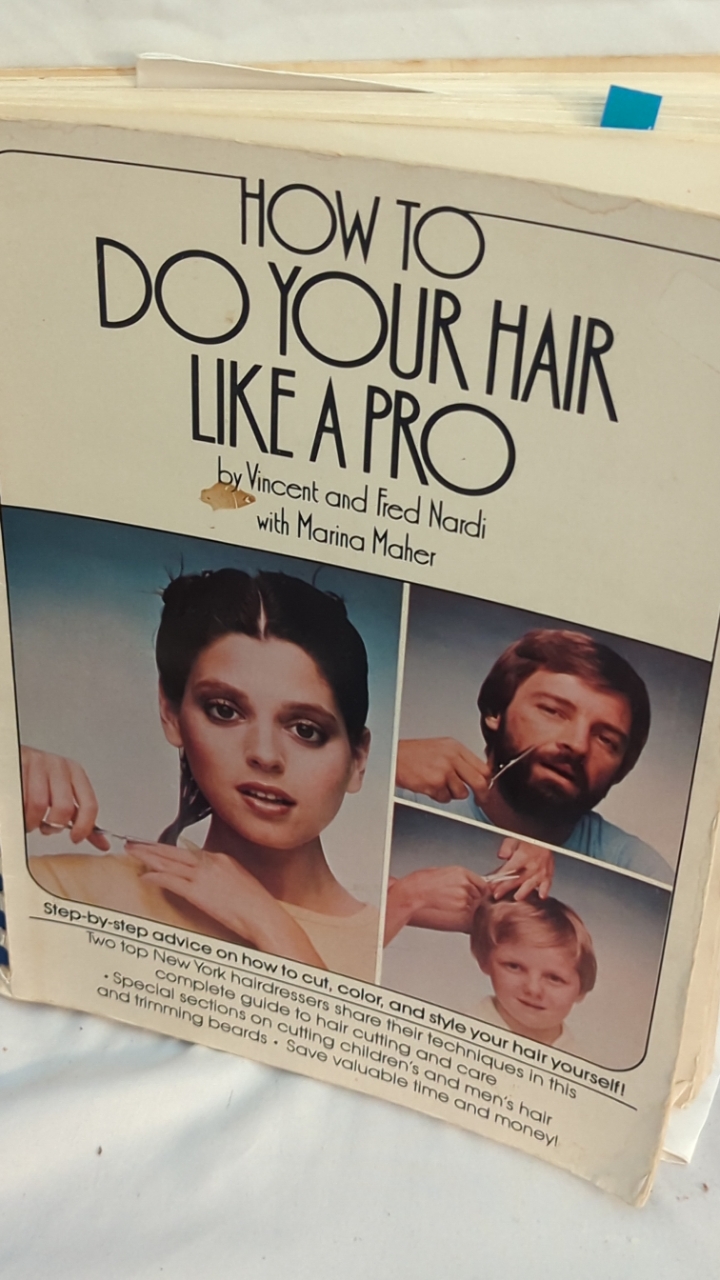 HOW TO
DO YOUR HAIR
LIKE A PRO
by Vincent and Fred Nardi
with Marina Maher
Step-by-step advice on how to cut, color, and style your hair yourself!
Two top New York hairdressers share their techniques in this
complete guide to hair cutting and care
• Special sections on cutting children's and men's hair
and trimming beards • Save valuable time and money!